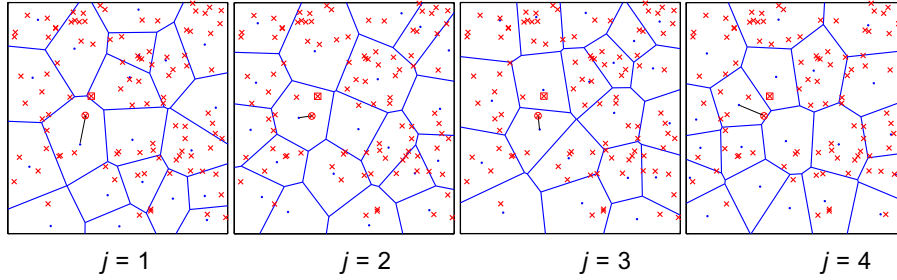 j = 1
j = 2
j = 3
j = 4